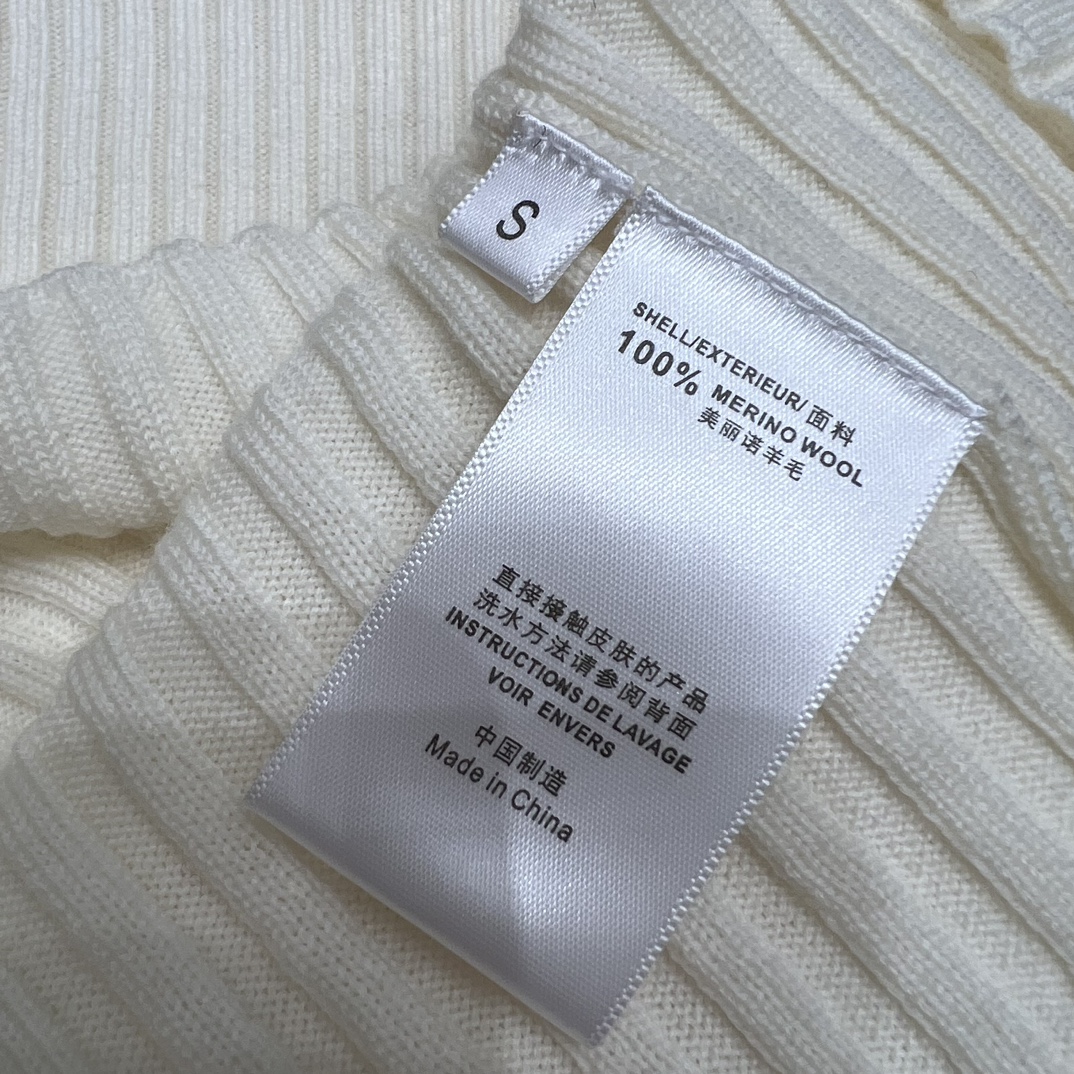 S
SHELL/EXTERIEUR/ 面料
100% MERINO WOOL
美丽诺羊毛
直接接触皮肤的产品
洗水方法请参阅背面
INSTRUCTIONS DE LAVAGE
VOIR ENVERS
中国制造
Made in China